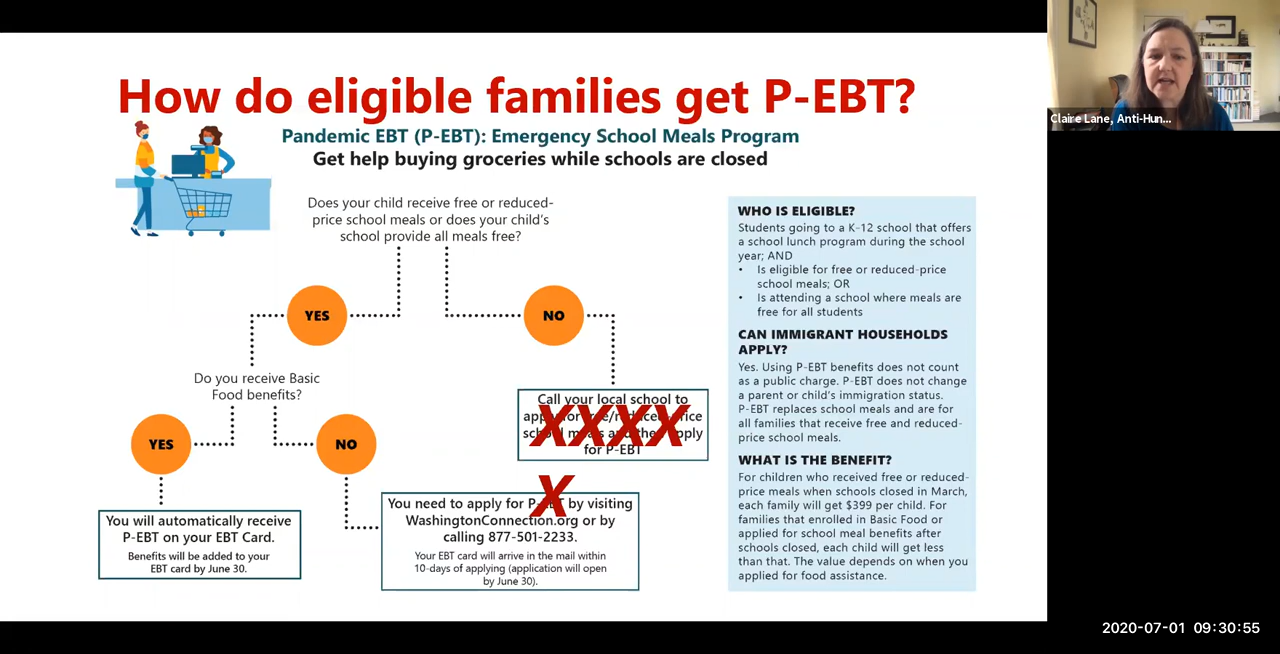 How do eligible families get P-EBT?
Pandemic EBT (P-EBT): Emergency School Meals Program
Get help buying groceries while schools are closed
Does your child receive free or reduced-
price school meals or does your child's
school provide all meals free?
YES
NO
Do you receive Basic
Food benefits?
YES
NO
Call your local school to
apply for free/reduced-price
school meals and then apply
for P-EBT
XXXX
X
You will automatically receive
P-EBT on your EBT Card.
Benefits will be added to your
EBT card by June 30.
You need to apply for P-EBT by visiting
WashingtonConnection.org or by
calling 877-501-2233.
Your EBT card will arrive in the mail within
10-days of applying (application will open
by June 30).
WHO IS ELIGIBLE?
Students going to a K-12 school that offers
a school lunch program during the school
year; AND
• Is eligible for free or reduced-price
school meals; OR
• Is attending a school where meals are
free for all students
CAN IMMIGRANT HOUSEHOLDS
APPLY?
Yes. Using P-EBT benefits does not count
as a public charge. P-EBT does not change
a parent or child's immigration status.
P-EBT replaces school meals and are for
all families that receive free and reduced-
price school meals.
WHAT IS THE BENEFIT?
For children who received free or reduced-
price meals when schools closed in March,
each family will get $399 per child. For
families that enrolled in Basic Food or
applied for school meal benefits after
schools closed, each child will get less
than that. The value depends on when you
applied for food assistance.
Claire Lane, Anti-Hun...
2020-07-01 09:30:55